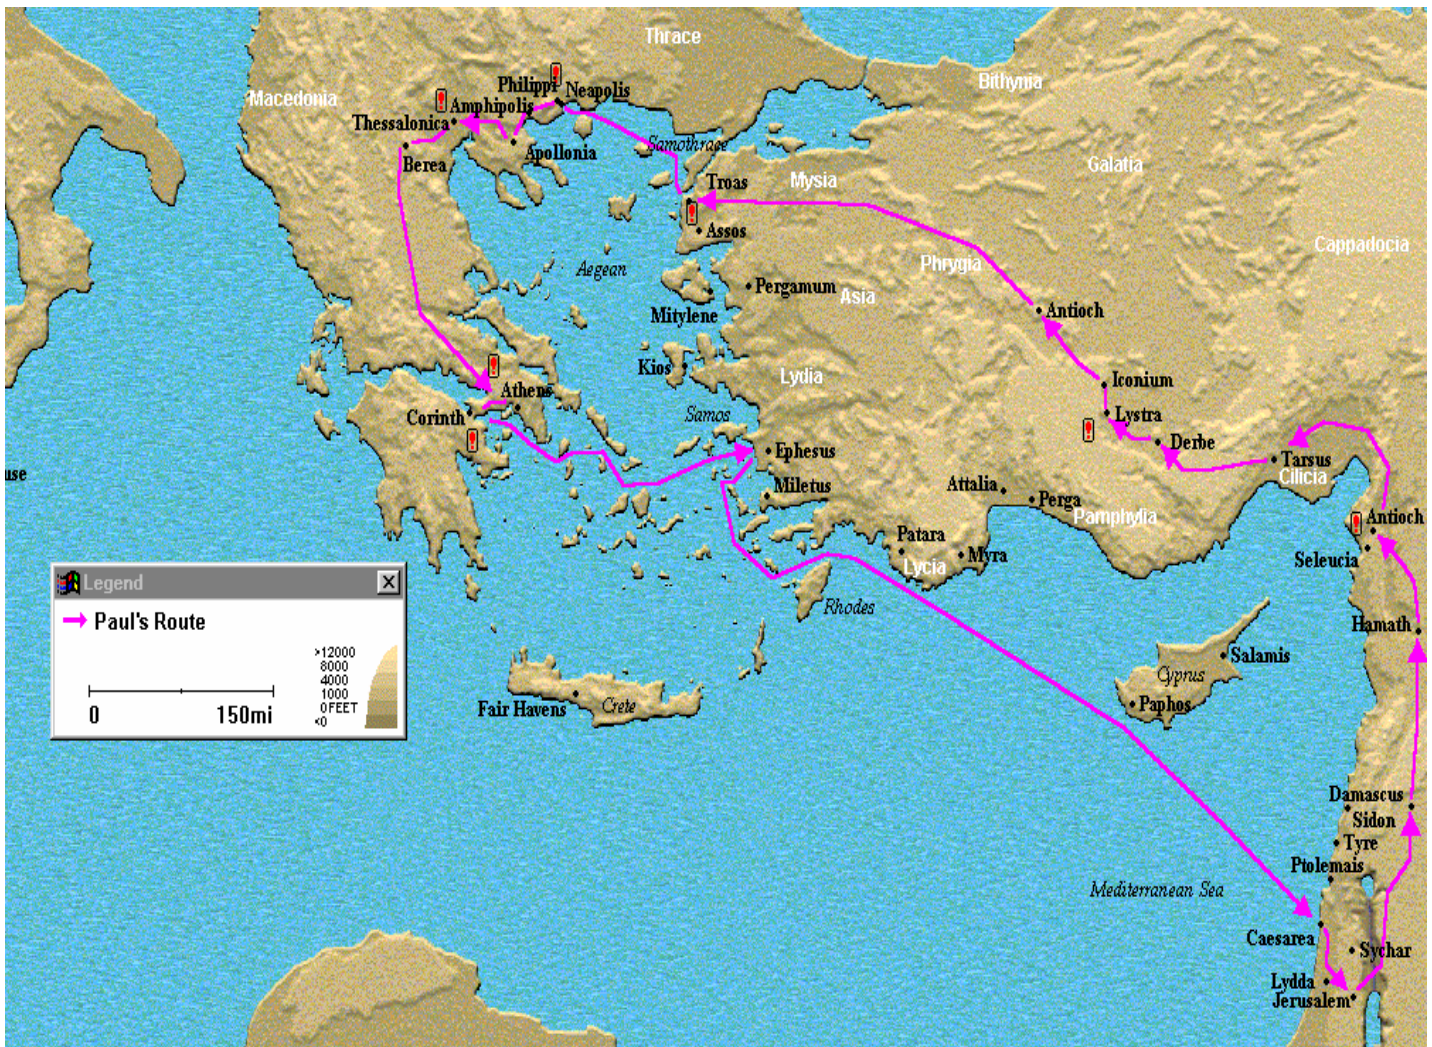 Thrace
Bithynia
Macedonia
Philippi
Neapolis
Amphipolis
Thessalonica
Berea
Apollonia
Samothrace
Troas
Mysia
Galatia
Assos
Cappadocia
Phrygia
Aegean
Pergamum
Asia
Mitylene
Antioch
Kios
Lydia
Iconium
Athens
Corinth
Samos
Lystra
Derbe
Ephesus
Tarsus
Cilicia
use
Miletus
Attalia
Perga
Pamphylia
Antioch
Patara
Myra
Lycia
Seleucia
Rhodes
Hamath
Salamis
Cyprus
Paphos
Fair Havens
Crete
Legend
Paul's Route
>12000
8000
4000
1000
0 FEET
<0
0 150mi
Damascus
Sidon
Tyre
Ptolemais
Mediterranean Sea
Caesarea
Sychar
Lydda
Jerusalem